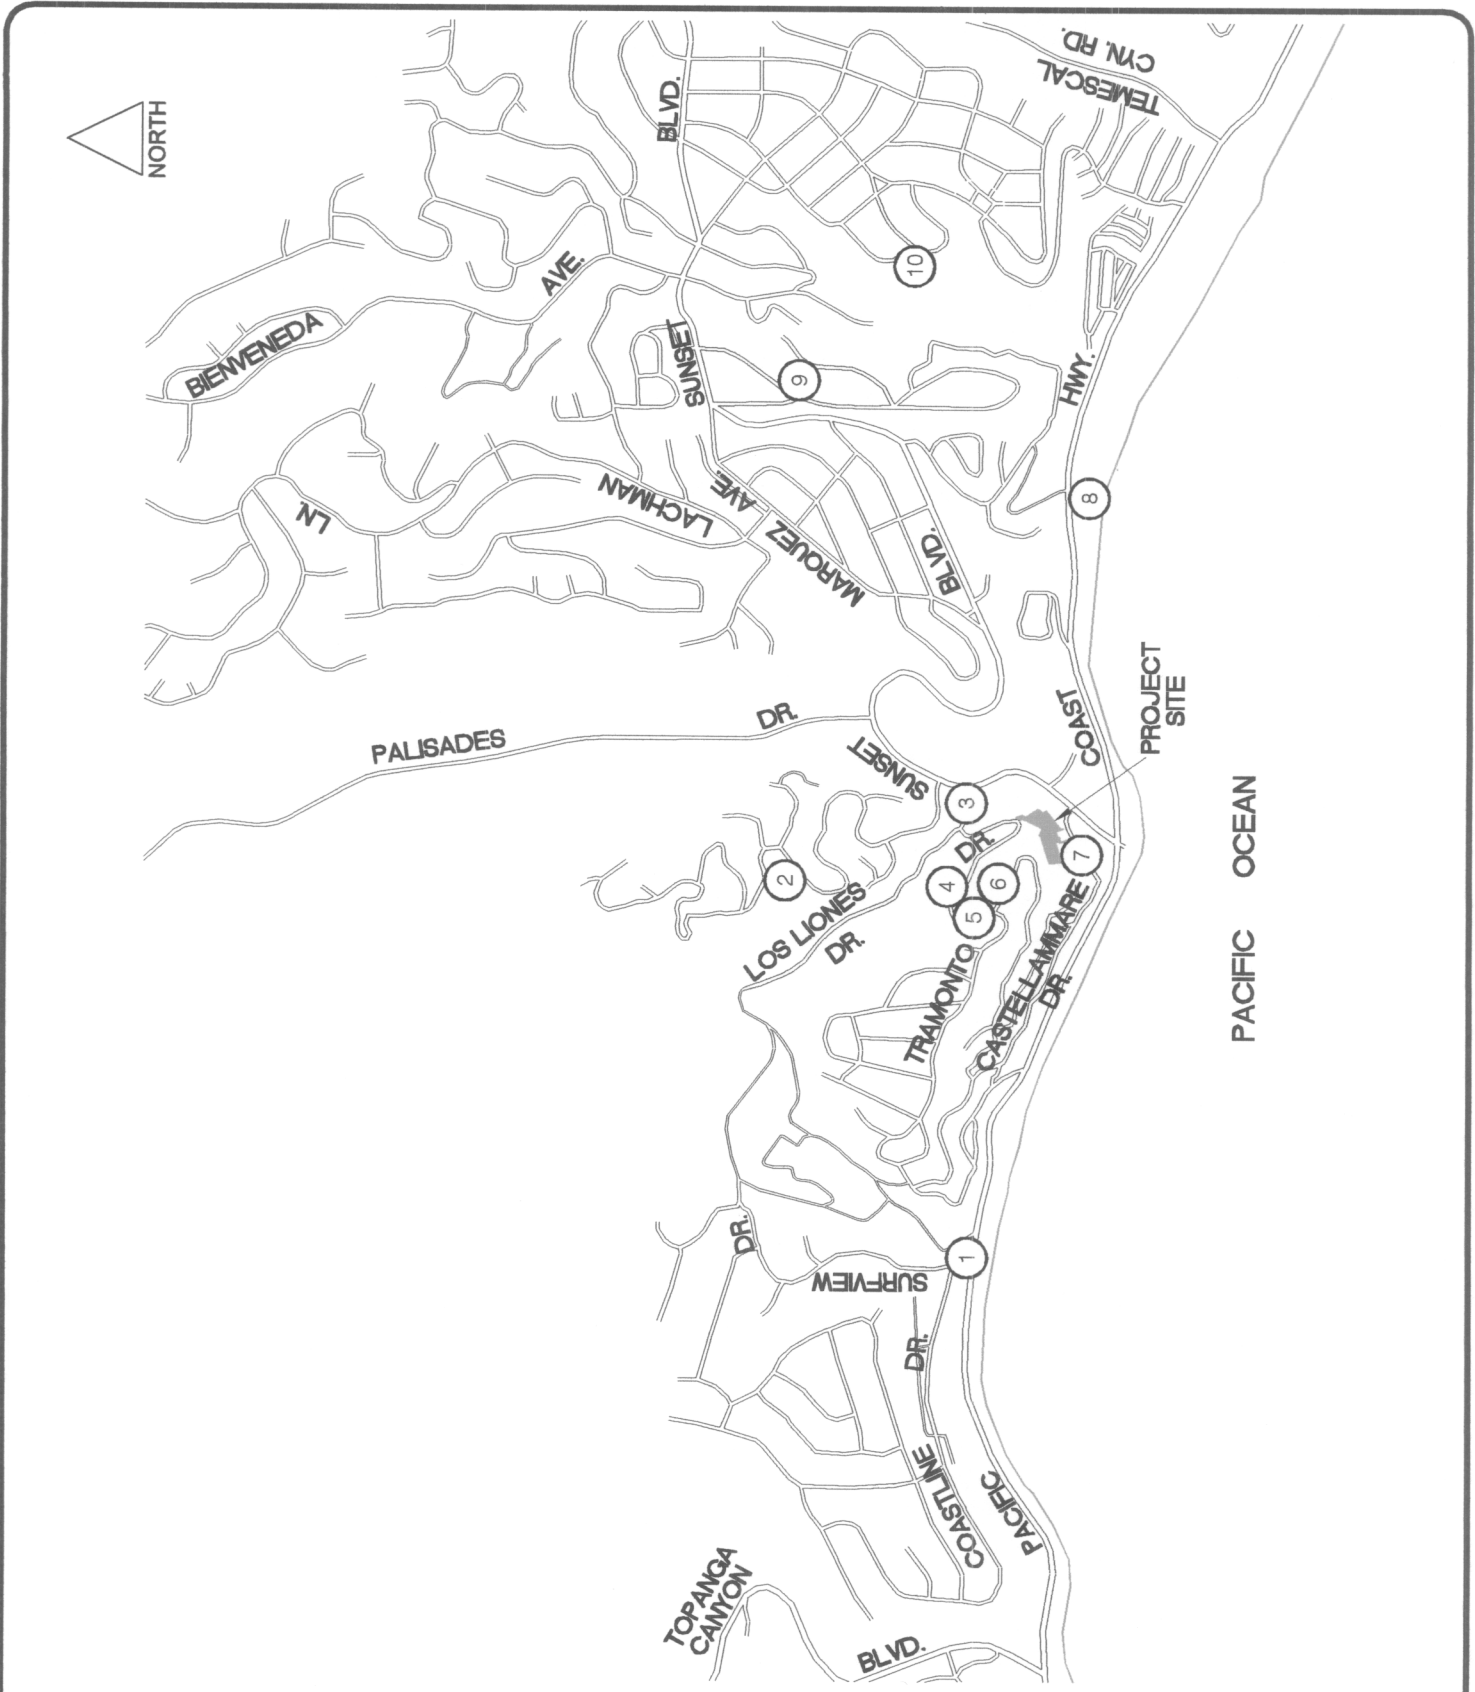 NORTH
TEMESCAL
CYN. RD.
BLVD.
AVE.
BIENVENEDA
SUNSET
10
9
HWY.
8
LN.
LACHMAN
AVE.
MARQUEZ
BLVD.
PALISADES
DR.
SUNSET
COAST
PROJECT
SITE
3
DR.
2
4
5
6
7
LOS LIONES
DR.
TRAMONTO
CASTELLAMMARE
DR.
PACIFIC OCEAN
DR.
1
SURFVIEW
DR.
COASTLINE
PACIFIC
TOPANGA
CANYON
BLVD.